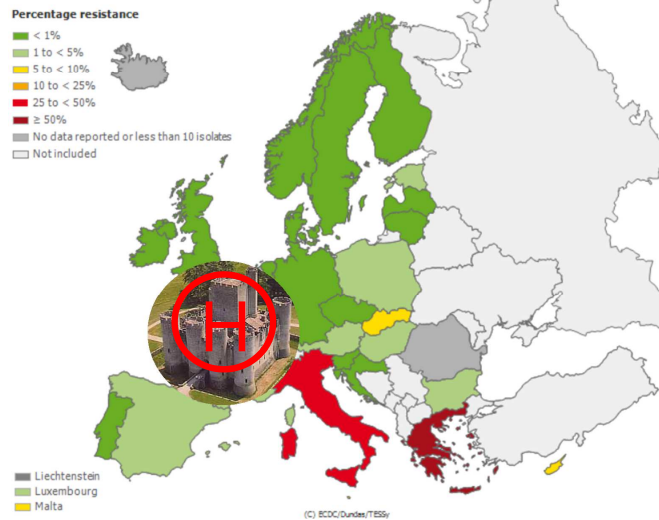 Percentage resistance
< 1%
1 to < 5%
5 to < 10%
10 to < 25%
25 to < 50%
≥ 50%
No data reported or less than 10 isolates
Not included
H
Liechtenstein
Luxembourg
Malta
(C) ECDC/Dundas/TESSy